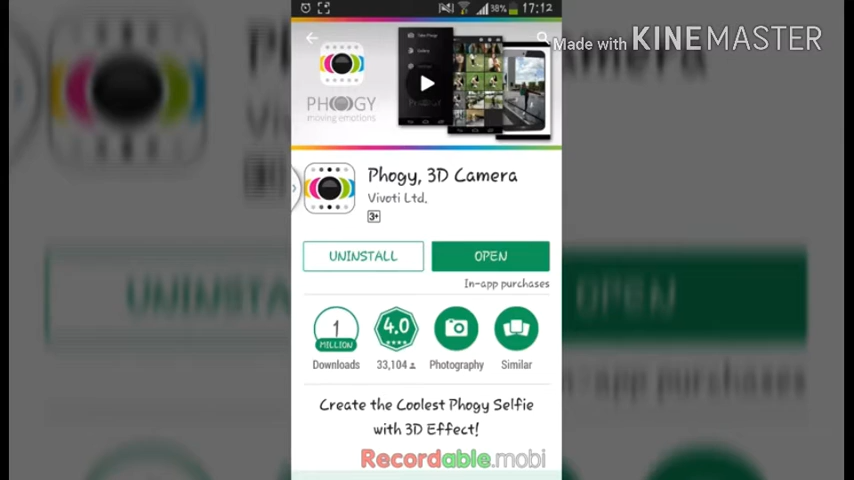 38% 17:12
Made with KINEMASTER
PHOGY
moving emotions
Phogy, 3D Camera
Vivoti Ltd.
3+
UNINSTALL
OPEN
In-app purchases
1
MILLION
4.0
Downloads
33,104
Photography
Similar
Create the Coolest Phogy Selfie
with 3D Effect!
Recordable.mobi